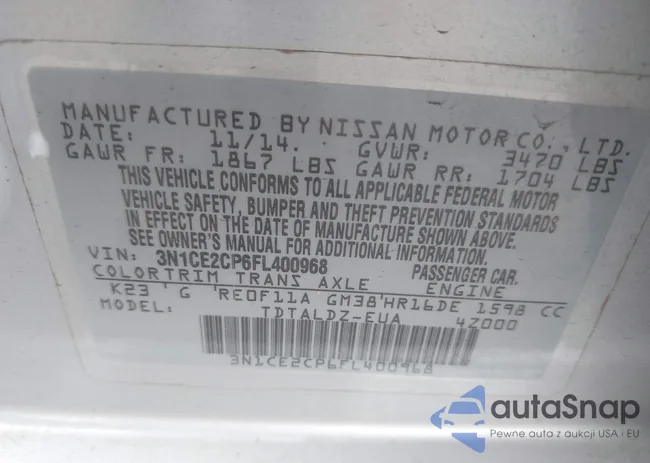 MANUFACTURED BY NISSAN MOTOR CO., LTD.
DATE: 11/14. GVWR: 3470 LBS
GAWR FR: 1867 LBS GAWR RR: 1704 LBS
THIS VEHICLE CONFORMS TO ALL APPLICABLE FEDERAL MOTOR
VEHICLE SAFETY, BUMPER AND THEFT PREVENTION STANDARDS
IN EFFECT ON THE DATE OF MANUFACTURE SHOWN ABOVE.
SEE OWNER'S MANUAL FOR ADDITIONAL INFORMATION.
VIN: 3N1CE2CP6FL400968 PASSENGER CAR.
COLOR TRIM TRANS AXLE ENGINE
K23 G RE0F11A GM38 HR16DE 1598 CC
MODEL: TDTALDZ-EUA 4Z000
3N1CE2CP6FL400968
autaSnap
Pewne auta z aukcji USA i EU